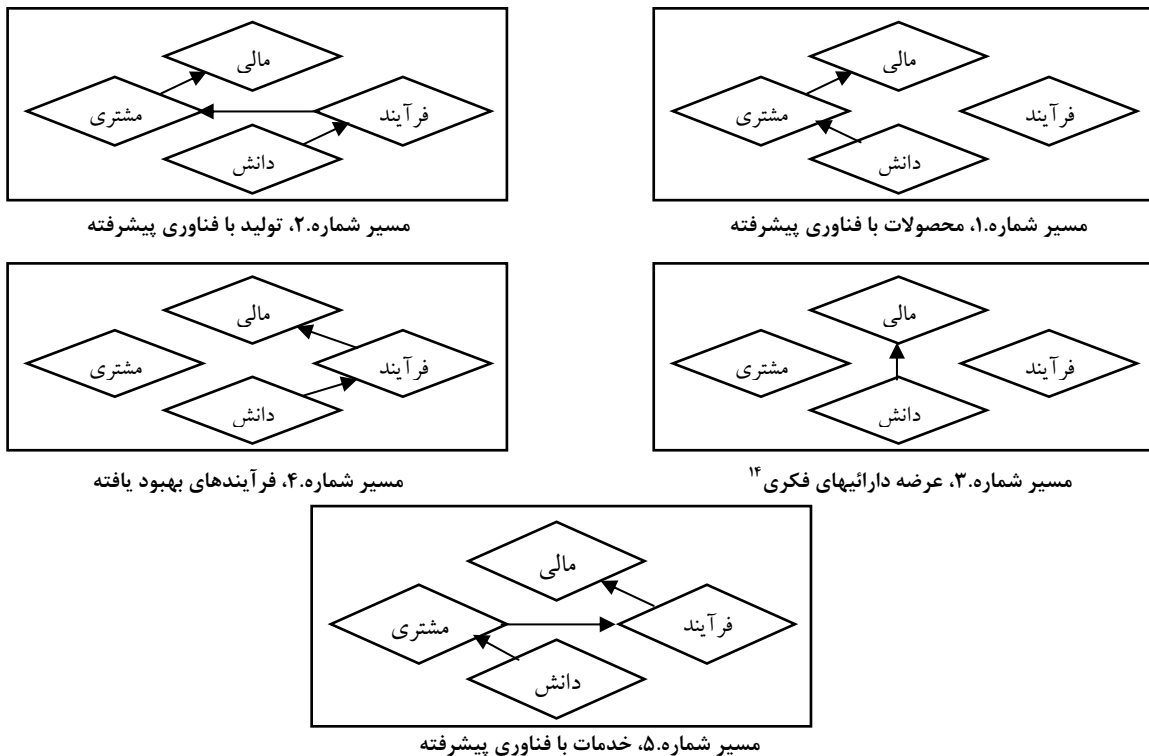 مالی
مشتری
فرآیند
دانش
مسیر شماره.۱، محصولات با فناوری پیشرفته
مالی
مشتری
فرآیند
دانش
مسیر شماره.۲، تولید با فناوری پیشرفته
مالی
مشتری
فرآیند
دانش
مسیر شماره.۳، عرضه دارائیهای فکری۱۴
مالی
مشتری
فرآیند
دانش
مسیر شماره.۴، فرآیندهای بهبود یافته
مالی
مشتری
فرآیند
دانش
مسیر شماره.۵، خدمات با فناوری پیشرفته